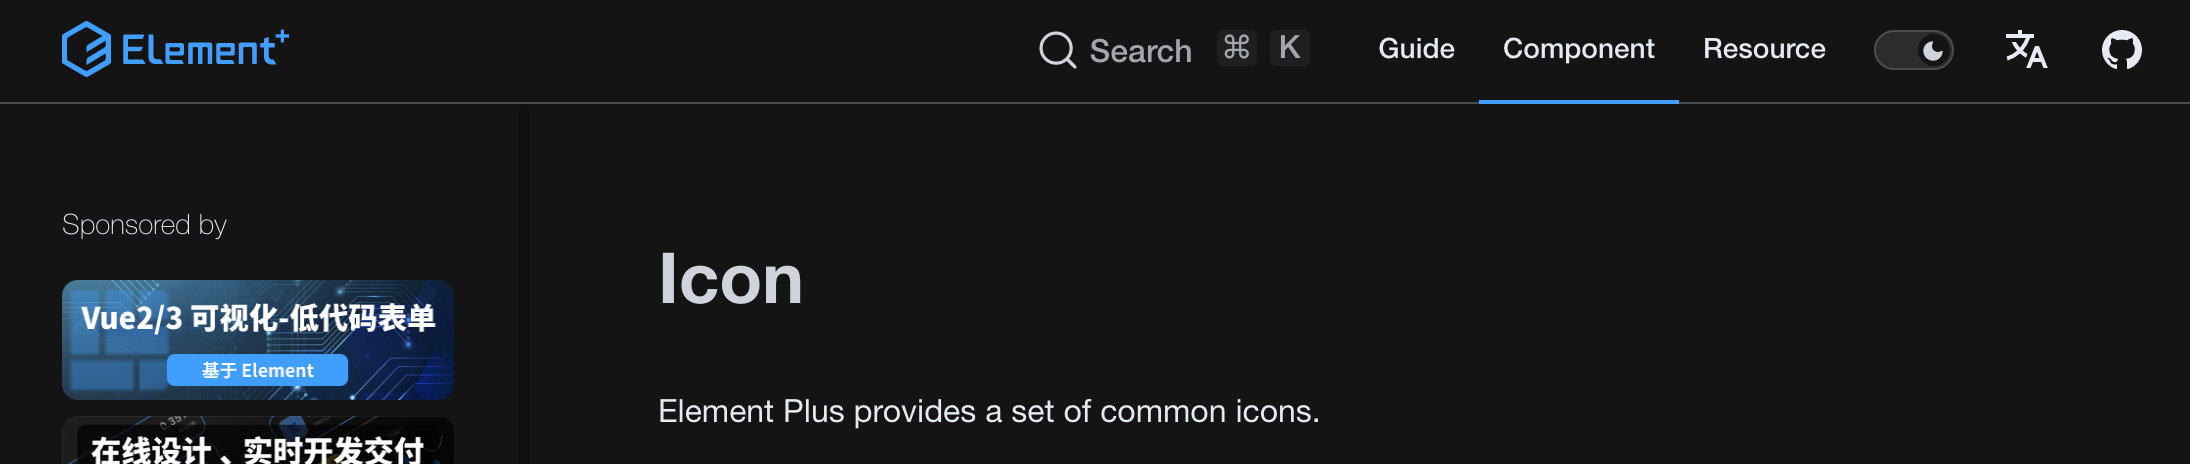 Element+
Search ⌘ K Guide Component Resource
Sponsored by
Vue2/3 可视化-低代码表单
基于 Element
在线设计、实时开发交付
Icon
Element Plus provides a set of common icons.